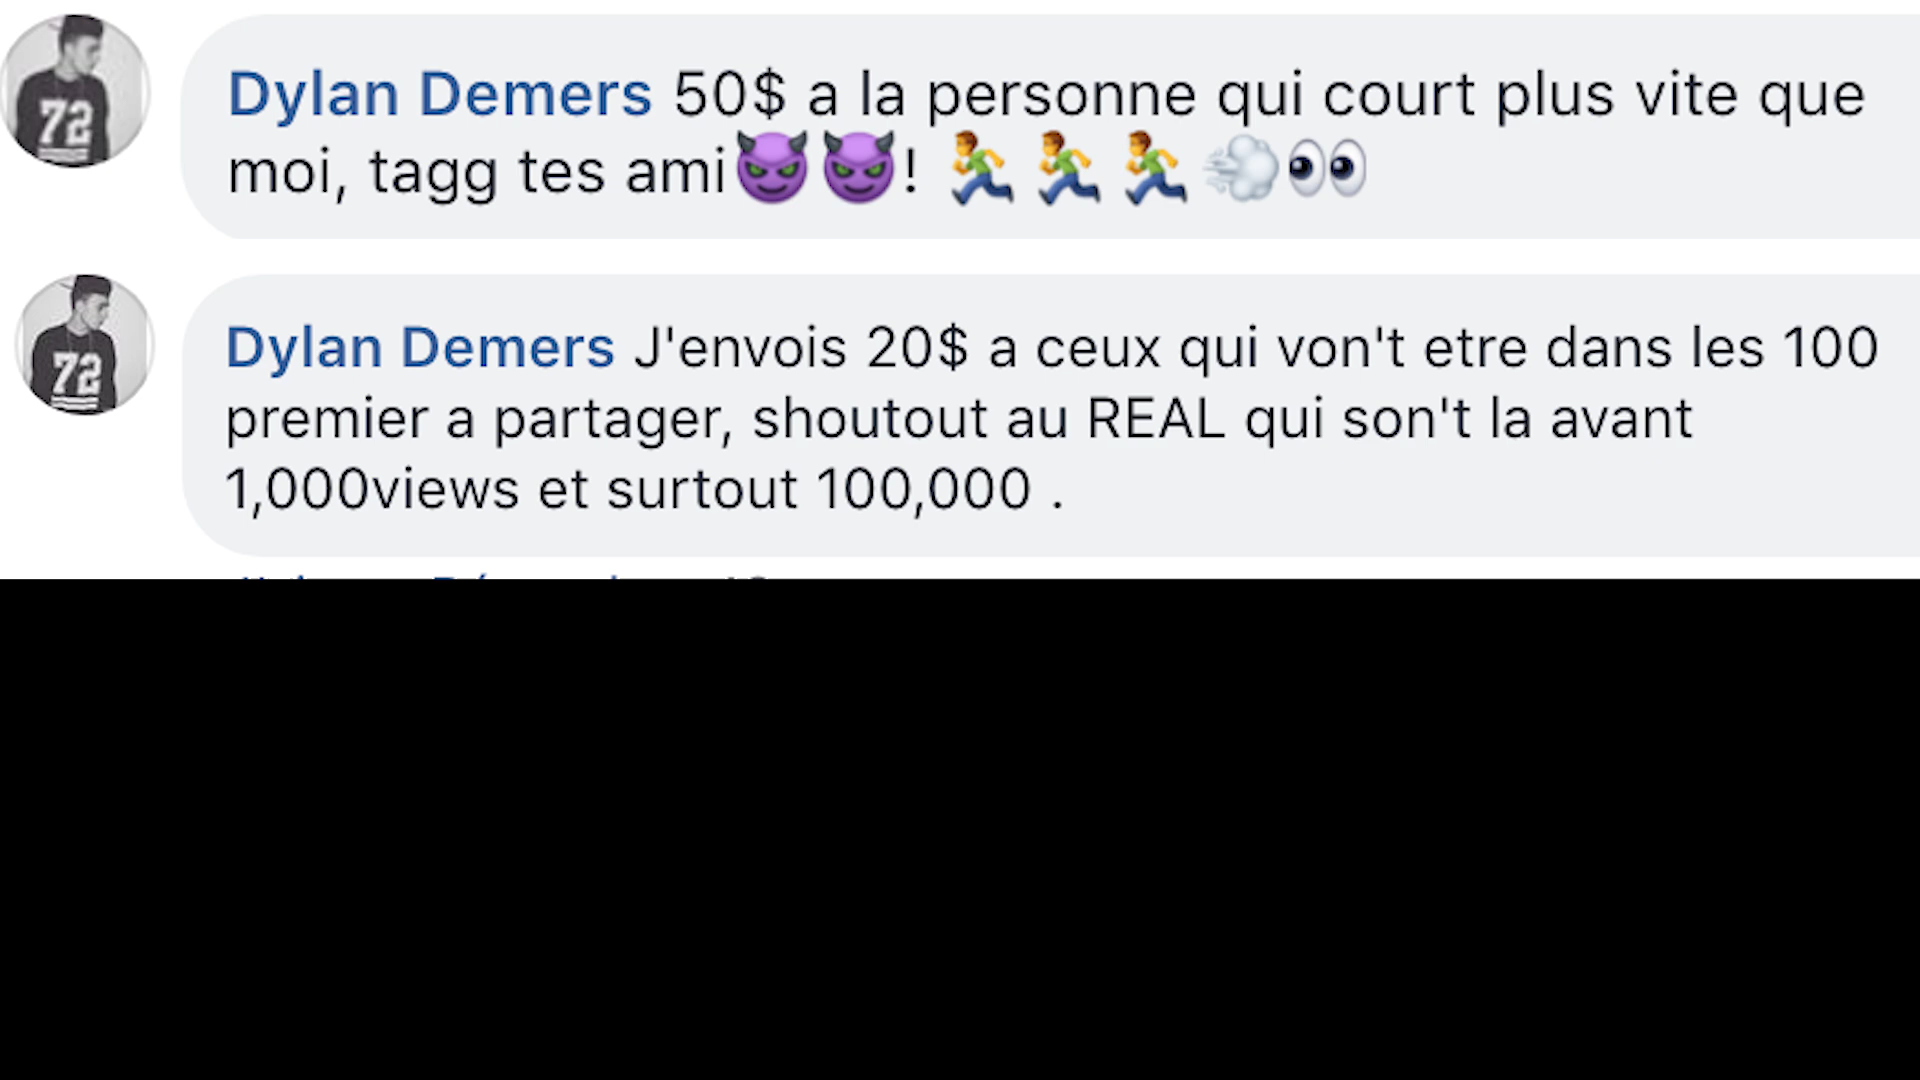 Dylan Demers 50$ a la personne qui court plus vite que
moi, tagg tes ami😈😈! 🏃🏃🏃💨👀
Dylan Demers J'envois 20$ a ceux qui von't etre dans les 100
premier a partager, shoutout au REAL qui son't la avant
1,000views et surtout 100,000 .
72
72